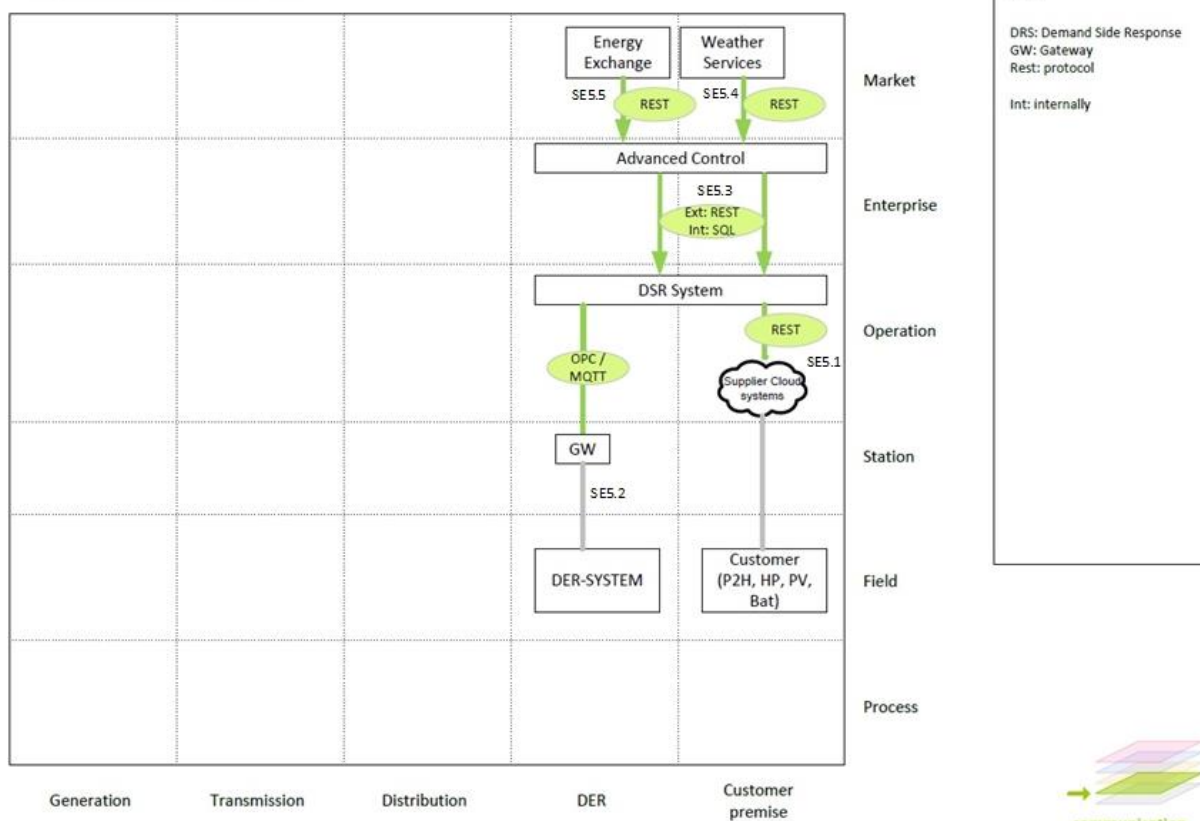 Energy
Exchange
Weather
Services
SE5.5
REST
SE5.4
REST
Market
Advanced Control
SE5.3
Ext: REST
Int: SQL
Enterprise
DSR System
REST
Operation
OPC /
MQTT
SE5.1
Supplier Cloud
systems
GW
Station
SE5.2
DER-SYSTEM
Customer
(P2H, HP, PV,
Bat)
Field
Process
Generation
Transmission
Distribution
DER
Customer
premise
DRS: Demand Side Response
GW: Gateway
Rest: protocol
Int: internally